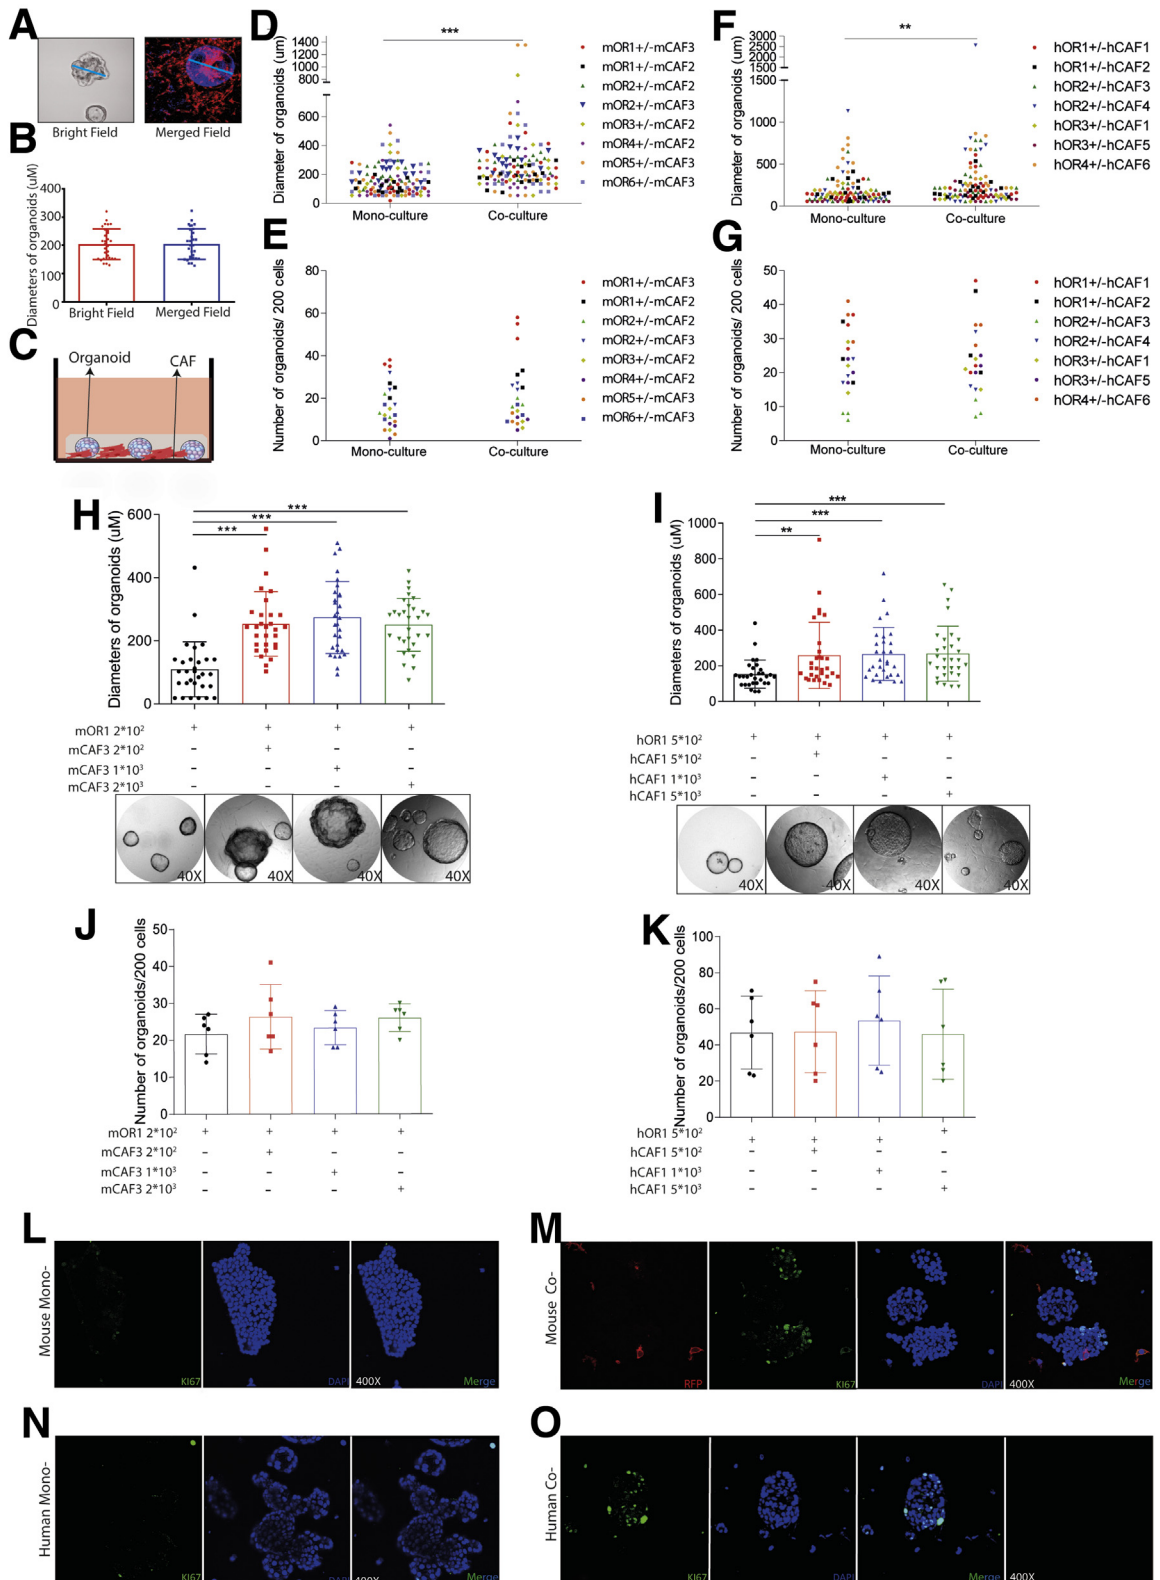 A
Bright Field
Merged Field
B
Diameters of organoids (uM)
400
300
200
100
0
Bright Field
Merged Field
C
Organoid
CAF
D
***
Diameter of organoids (um)
1400
1200
1000
800
600
400
200
0
Mono-culture
Co-culture
mOR1+/-mCAF3
mOR1+/-mCAF2
mOR2+/-mCAF2
mOR2+/-mCAF3
mOR3+/-mCAF2
mOR4+/-mCAF2
mOR5+/-mCAF3
mOR6+/-mCAF3
E
Number of organoids/ 200 cells
80
60
40
20
0
Mono-culture
Co-culture
mOR1+/-mCAF3
mOR1+/-mCAF2
mOR2+/-mCAF2
mOR2+/-mCAF3
mOR3+/-mCAF2
mOR4+/-mCAF2
mOR5+/-mCAF3
mOR6+/-mCAF3
F
**
Diameter of organoids (um)
3000
2500
2000
1500
1500
1000
500
0
Mono-culture
Co-culture
hOR1+/-hCAF1
hOR1+/-hCAF2
hOR2+/-hCAF3
hOR2+/-hCAF4
hOR3+/-hCAF1
hOR3+/-hCAF5
hOR4+/-hCAF6
G
Number of organoids/ 200 cells
50
40
30
20
10
0
Mono-culture
Co-culture
hOR1+/-hCAF1
hOR1+/-hCAF2
hOR2+/-hCAF3
hOR2+/-hCAF4
hOR3+/-hCAF1
hOR3+/-hCAF5
hOR4+/-hCAF6
H
***
***
***
Diameters of organoids (uM)
600
400
200
0
mOR1 2*10² + + + +
mCAF3 2*10² – + – –
mCAF3 1*10³ – – + –
mCAF3 2*10³ – – – +
40X 40X 40X 40X
I
***
***
**
Diameters of organoids (uM)
1000
800
600
400
200
0
hOR1 5*10² + + + +
hCAF1 5*10² – + – –
hCAF1 1*10³ – – + –
hCAF1 5*10³ – – – +
40X 40X 40X 40X
J
Number of organoids/200 cells
50
40
30
20
10
0
mOR1 2*10² + + + +
mCAF3 2*10² – + – –
mCAF3 1*10³ – – + –
mCAF3 2*10³ – – – +
K
Number of organoids/200 cells
100
80
60
40
20
0
hOR1 5*10² + + + +
hCAF1 5*10² – + – –
hCAF1 1*10³ – – + –
hCAF1 5*10³ – – – +
L
Mouse Mono-
KI67
DAPI
400X
Merge
M
Mouse Co-
RFP
KI67
DAPI
400X
Merge
N
Human Mono-
KI67
DAPI
400X
Merge
O
Human Co-
KI67
DAPI
Merge
400X